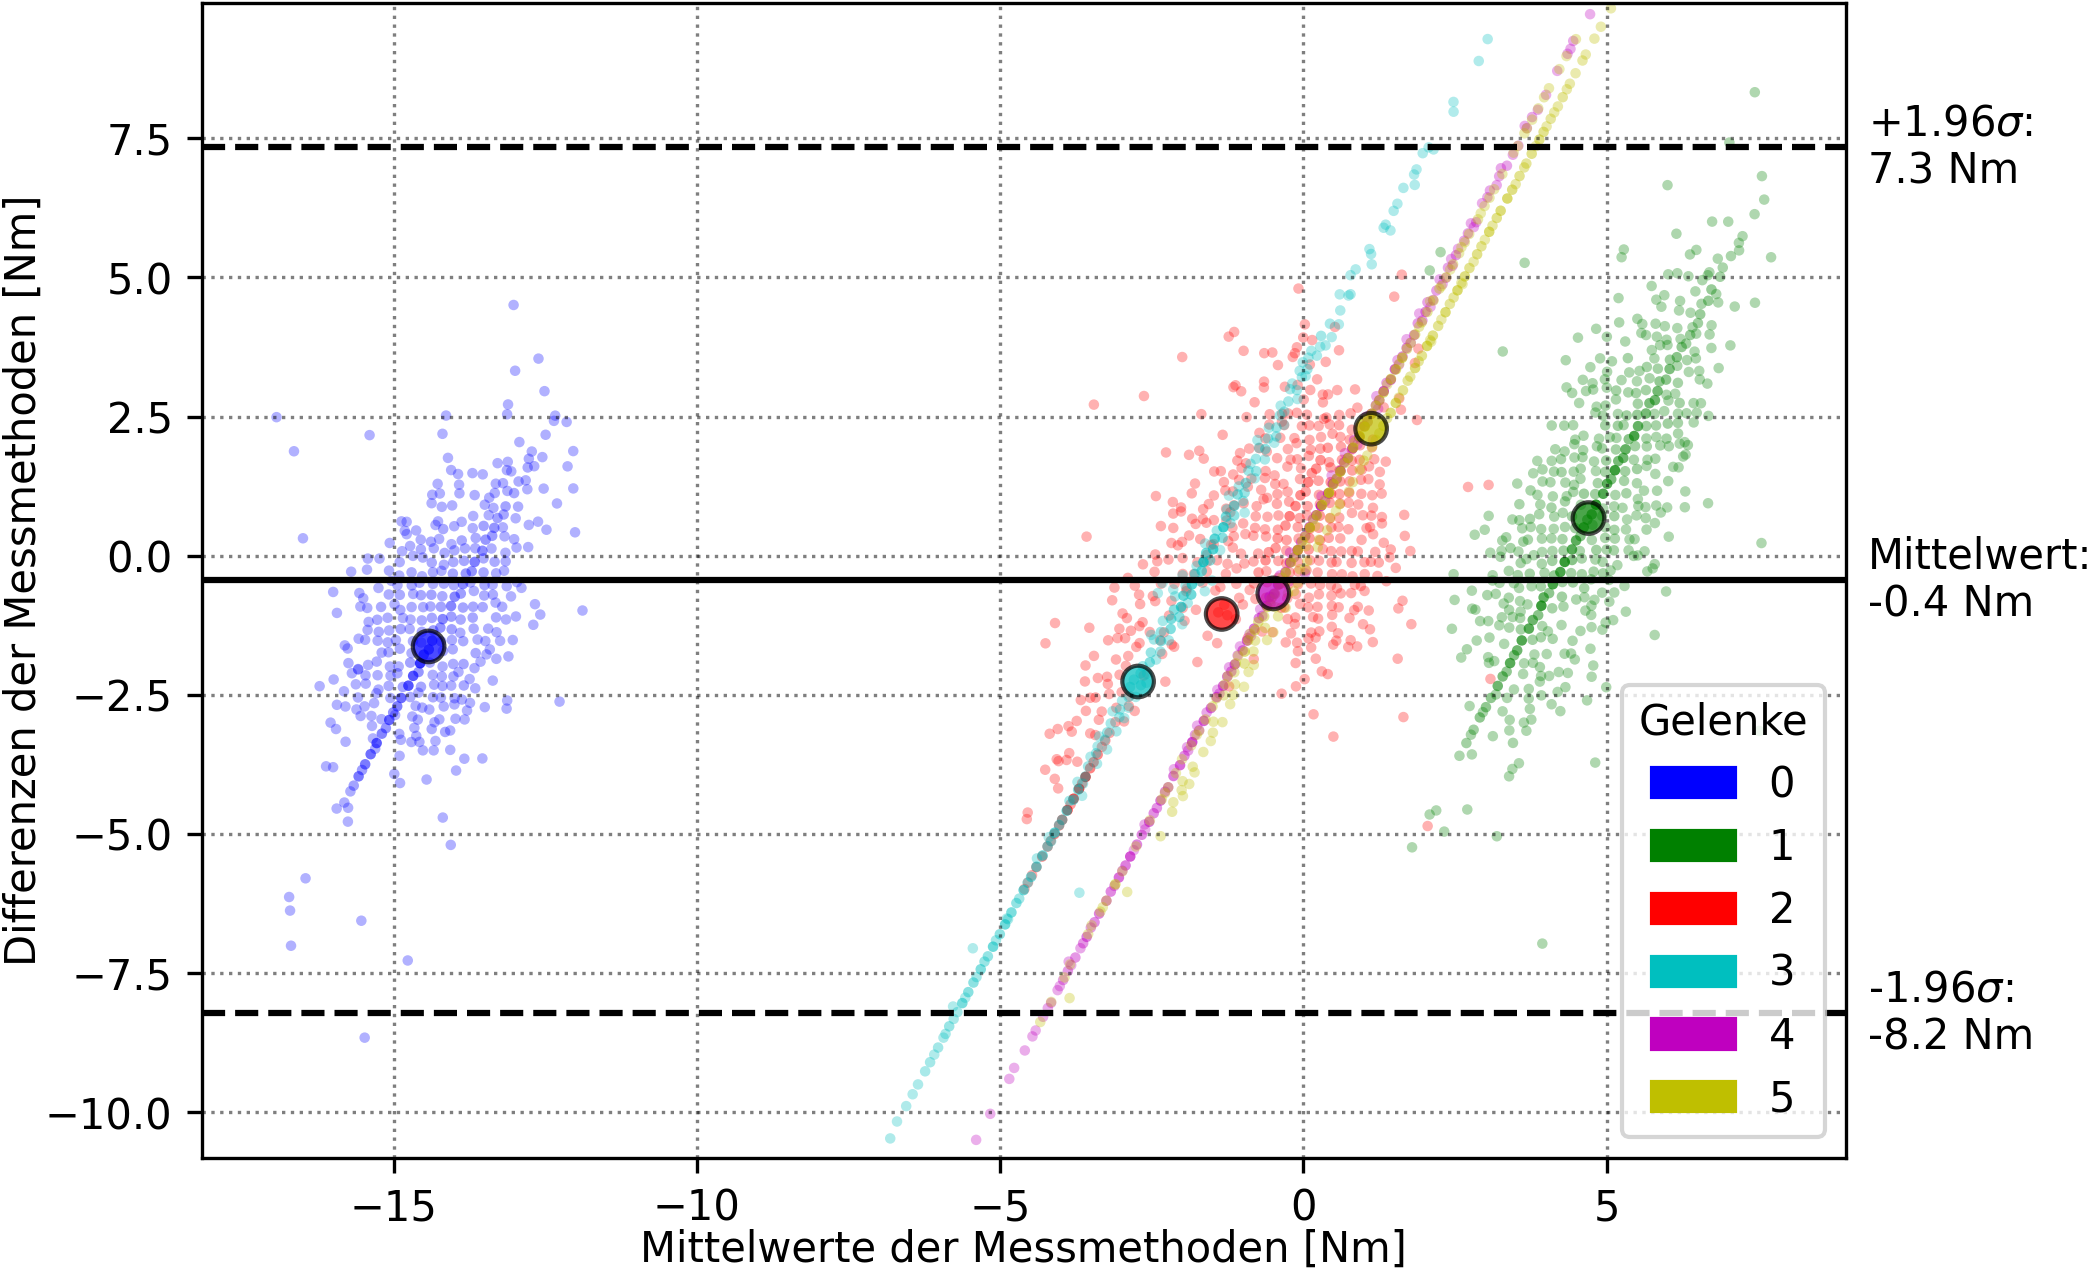 Differenzen der Messmethoden [Nm]
7.5
5.0
2.5
0.0
−2.5
−5.0
−7.5
−10.0
+1.96σ:
7.3 Nm
Mittelwert:
-0.4 Nm
-1.96σ:
-8.2 Nm
Gelenke
0
1
2
3
4
5
−15
−10
−5
0
5
Mittelwerte der Messmethoden [Nm]